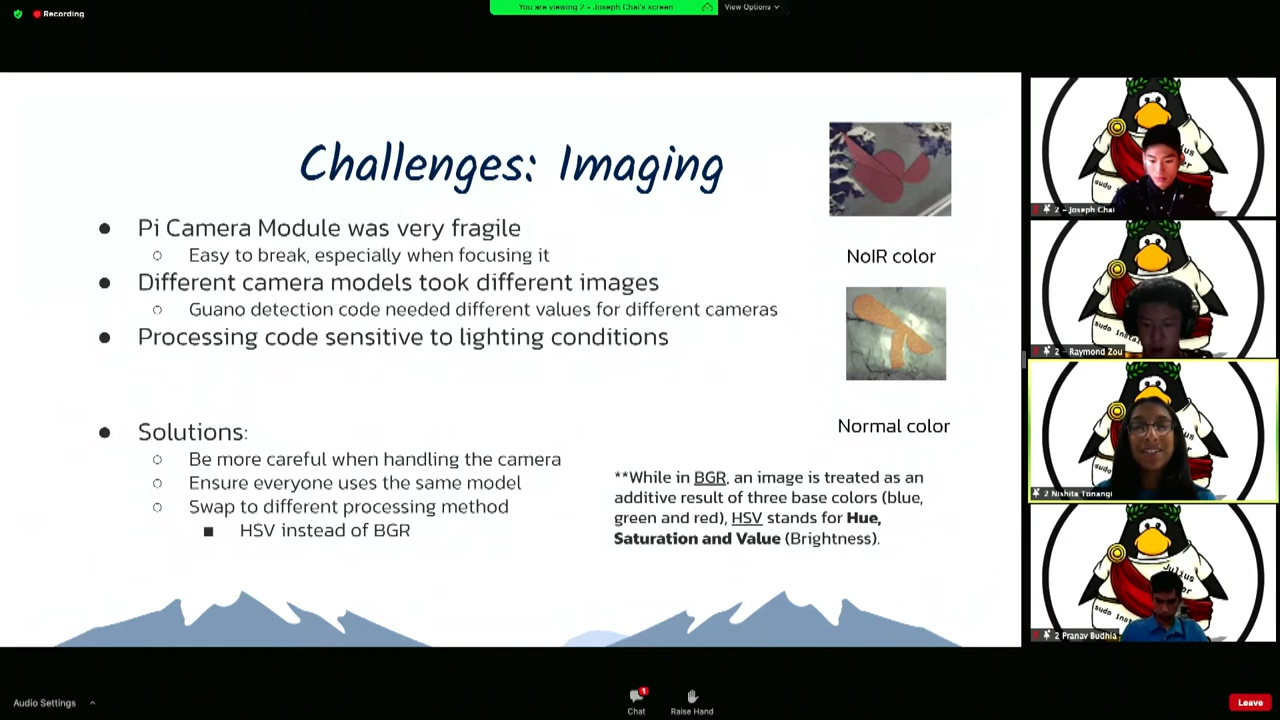 Recording
You are viewing 2 - Joseph Chai's screen
View Options
Challenges: Imaging
● Pi Camera Module was very fragile
○ Easy to break, especially when focusing it
● Different camera models took different images
○ Guano detection code needed different values for different cameras
● Processing code sensitive to lighting conditions
● Solutions:
○ Be more careful when handling the camera
○ Ensure everyone uses the same model
○ Swap to different processing method
■ HSV instead of BGR
NoIR color
Normal color
**While in BGR, an image is treated as an
additive result of three base colors (blue,
green and red), HSV stands for Hue,
Saturation and Value (Brightness).
2 - Joseph Chai
sudo Insta
2 - Raymond Zou
2 Nishita Tonangi
Julius
sudo Inst
2 Pranav Budhia
Audio Settings
1
Chat
Raise Hand
Leave